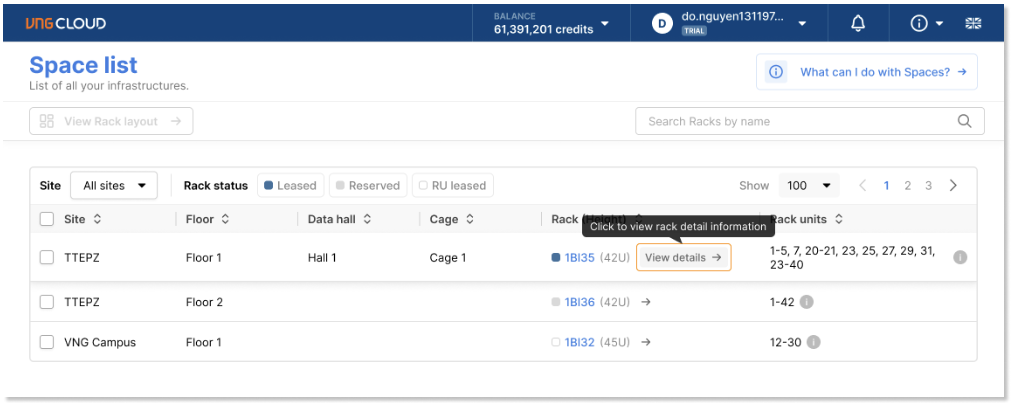 VNG CLOUD
BALANCE
61,391,201 credits
D
do.nguyen131197...
TRIAL
Space list
List of all your infrastructures.
What can I do with Spaces? →
View Rack layout →
Search Racks by name
Site All sites Rack status Leased Reserved RU leased Show 100 < 1 2 3 >
Site Floor Data hall Cage Rack (Height) Rack units
Click to view rack detail information
TTEPZ Floor 1 Hall 1 Cage 1 1BI35 (42U) View details → 1-5, 7, 20-21, 23, 25, 27, 29, 31,
23-40
TTEPZ Floor 2 1BI36 (42U) → 1-42
VNG Campus Floor 1 1BI32 (45U) → 12-30